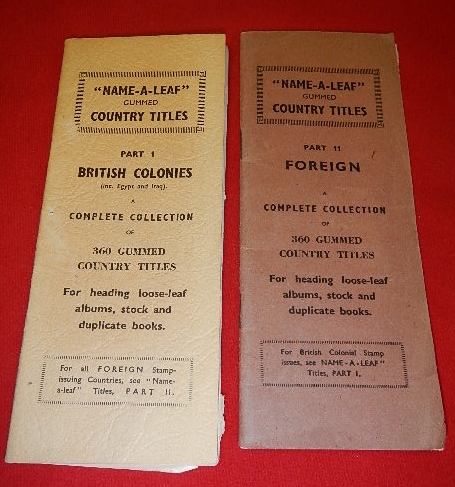 "NAME-A-LEAF"
GUMMED
COUNTRY TITLES
PART 1
BRITISH COLONIES
(inc. Egypt and Iraq).
A
COMPLETE COLLECTION
OF
360 GUMMED
COUNTRY TITLES
For heading loose-leaf
albums, stock and
duplicate books.
For all FOREIGN Stamp-
issuing Countries, see "Name-
a-leaf" Titles, PART II.
"NAME-A-LEAF"
GUMMED
COUNTRY TITLES
PART 11
FOREIGN
A
COMPLETE COLLECTION
OF
360 GUMMED
COUNTRY TITLES
For heading loose-leaf
albums, stock and
duplicate books.
For British Colonial Stamp
issues, see NAME-A-LEAF"
Titles, PART I.